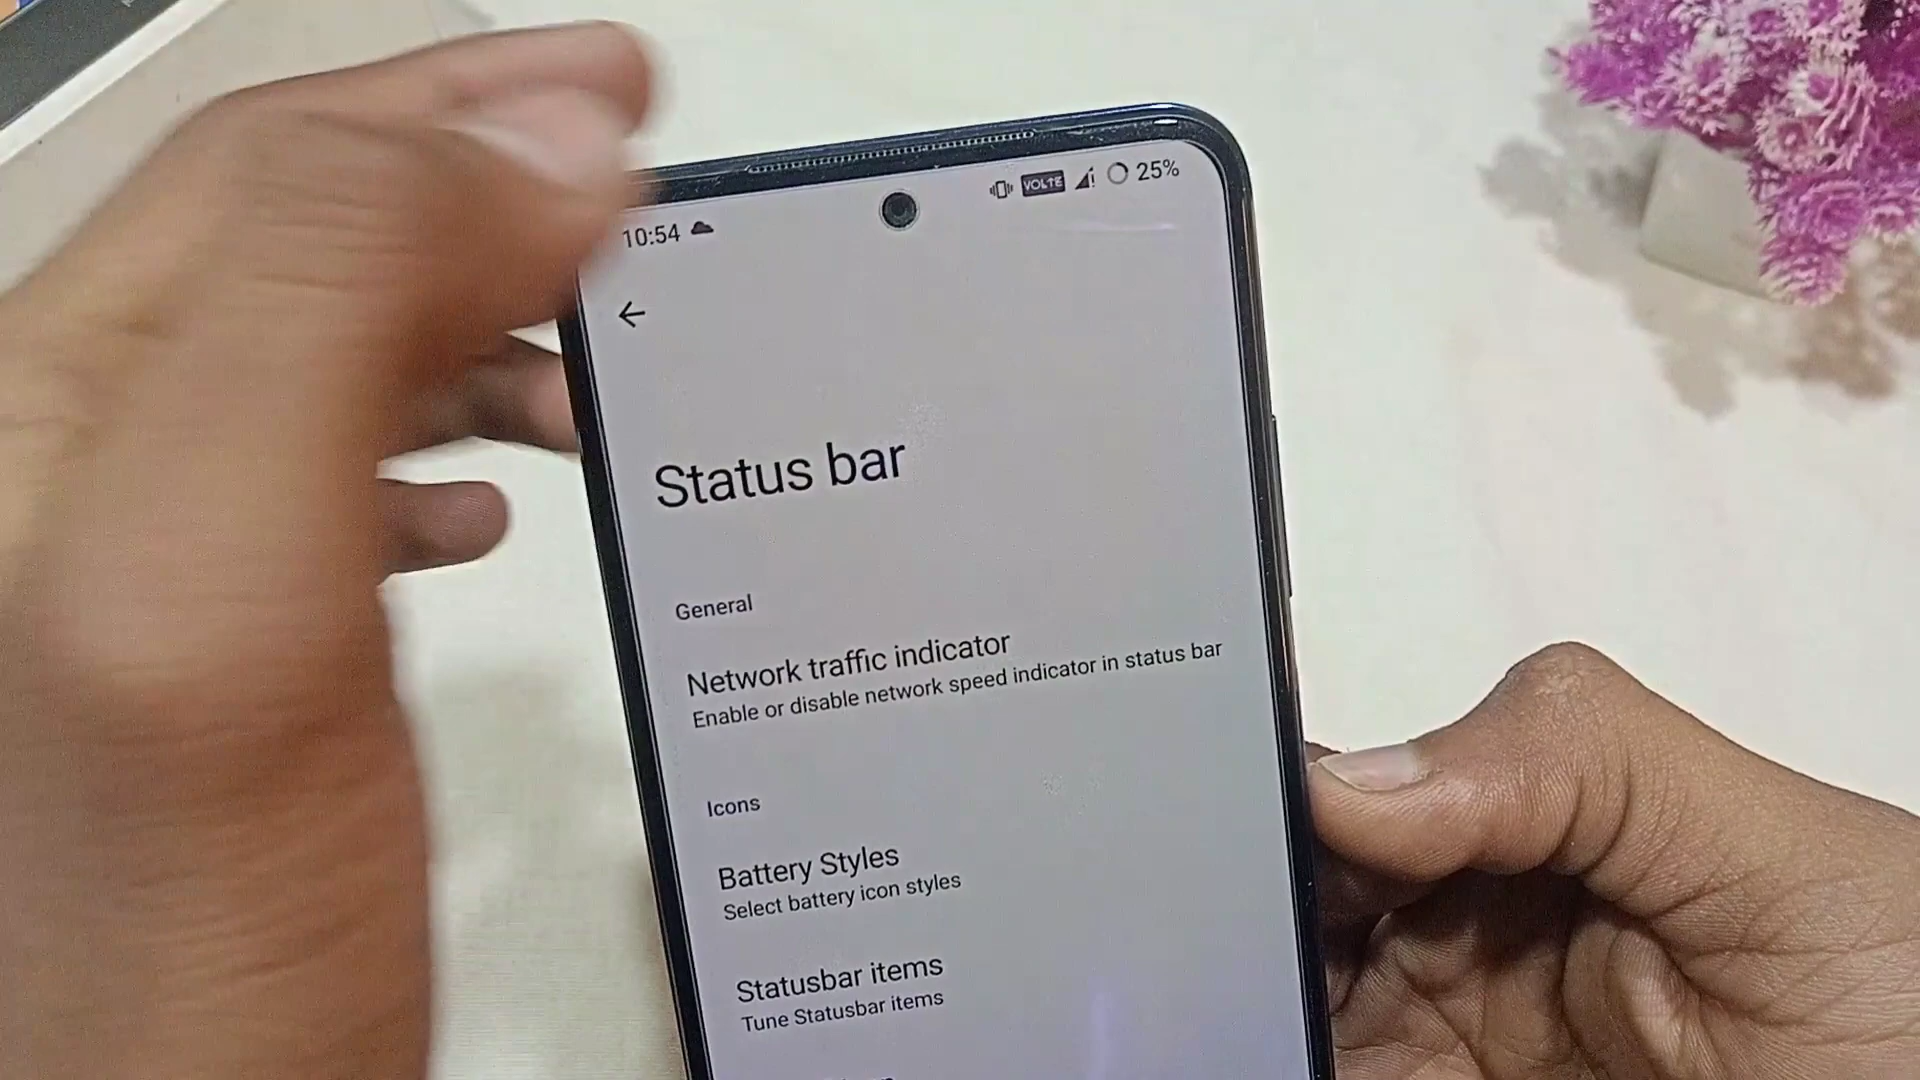 10:54 VOLTE 25%
Status bar
General
Network traffic indicator
Enable or disable network speed indicator in status bar
Icons
Battery Styles
Select battery icon styles
Statusbar items
Tune Statusbar items